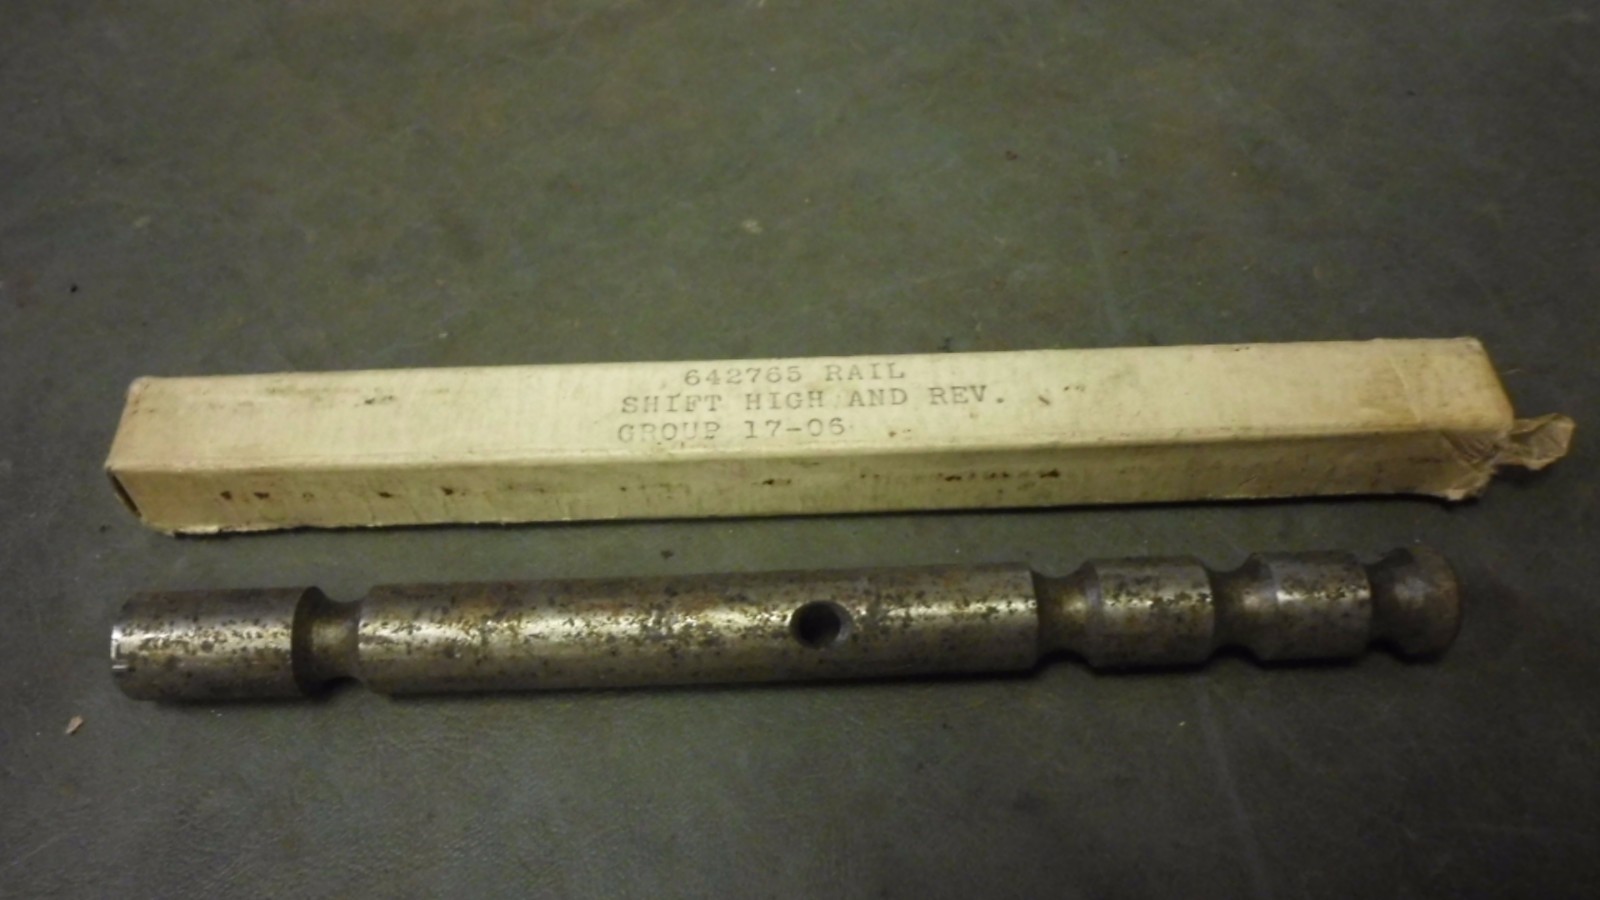 642765 RAIL
SHIFT HIGH AND REV.
GROUP 17-06